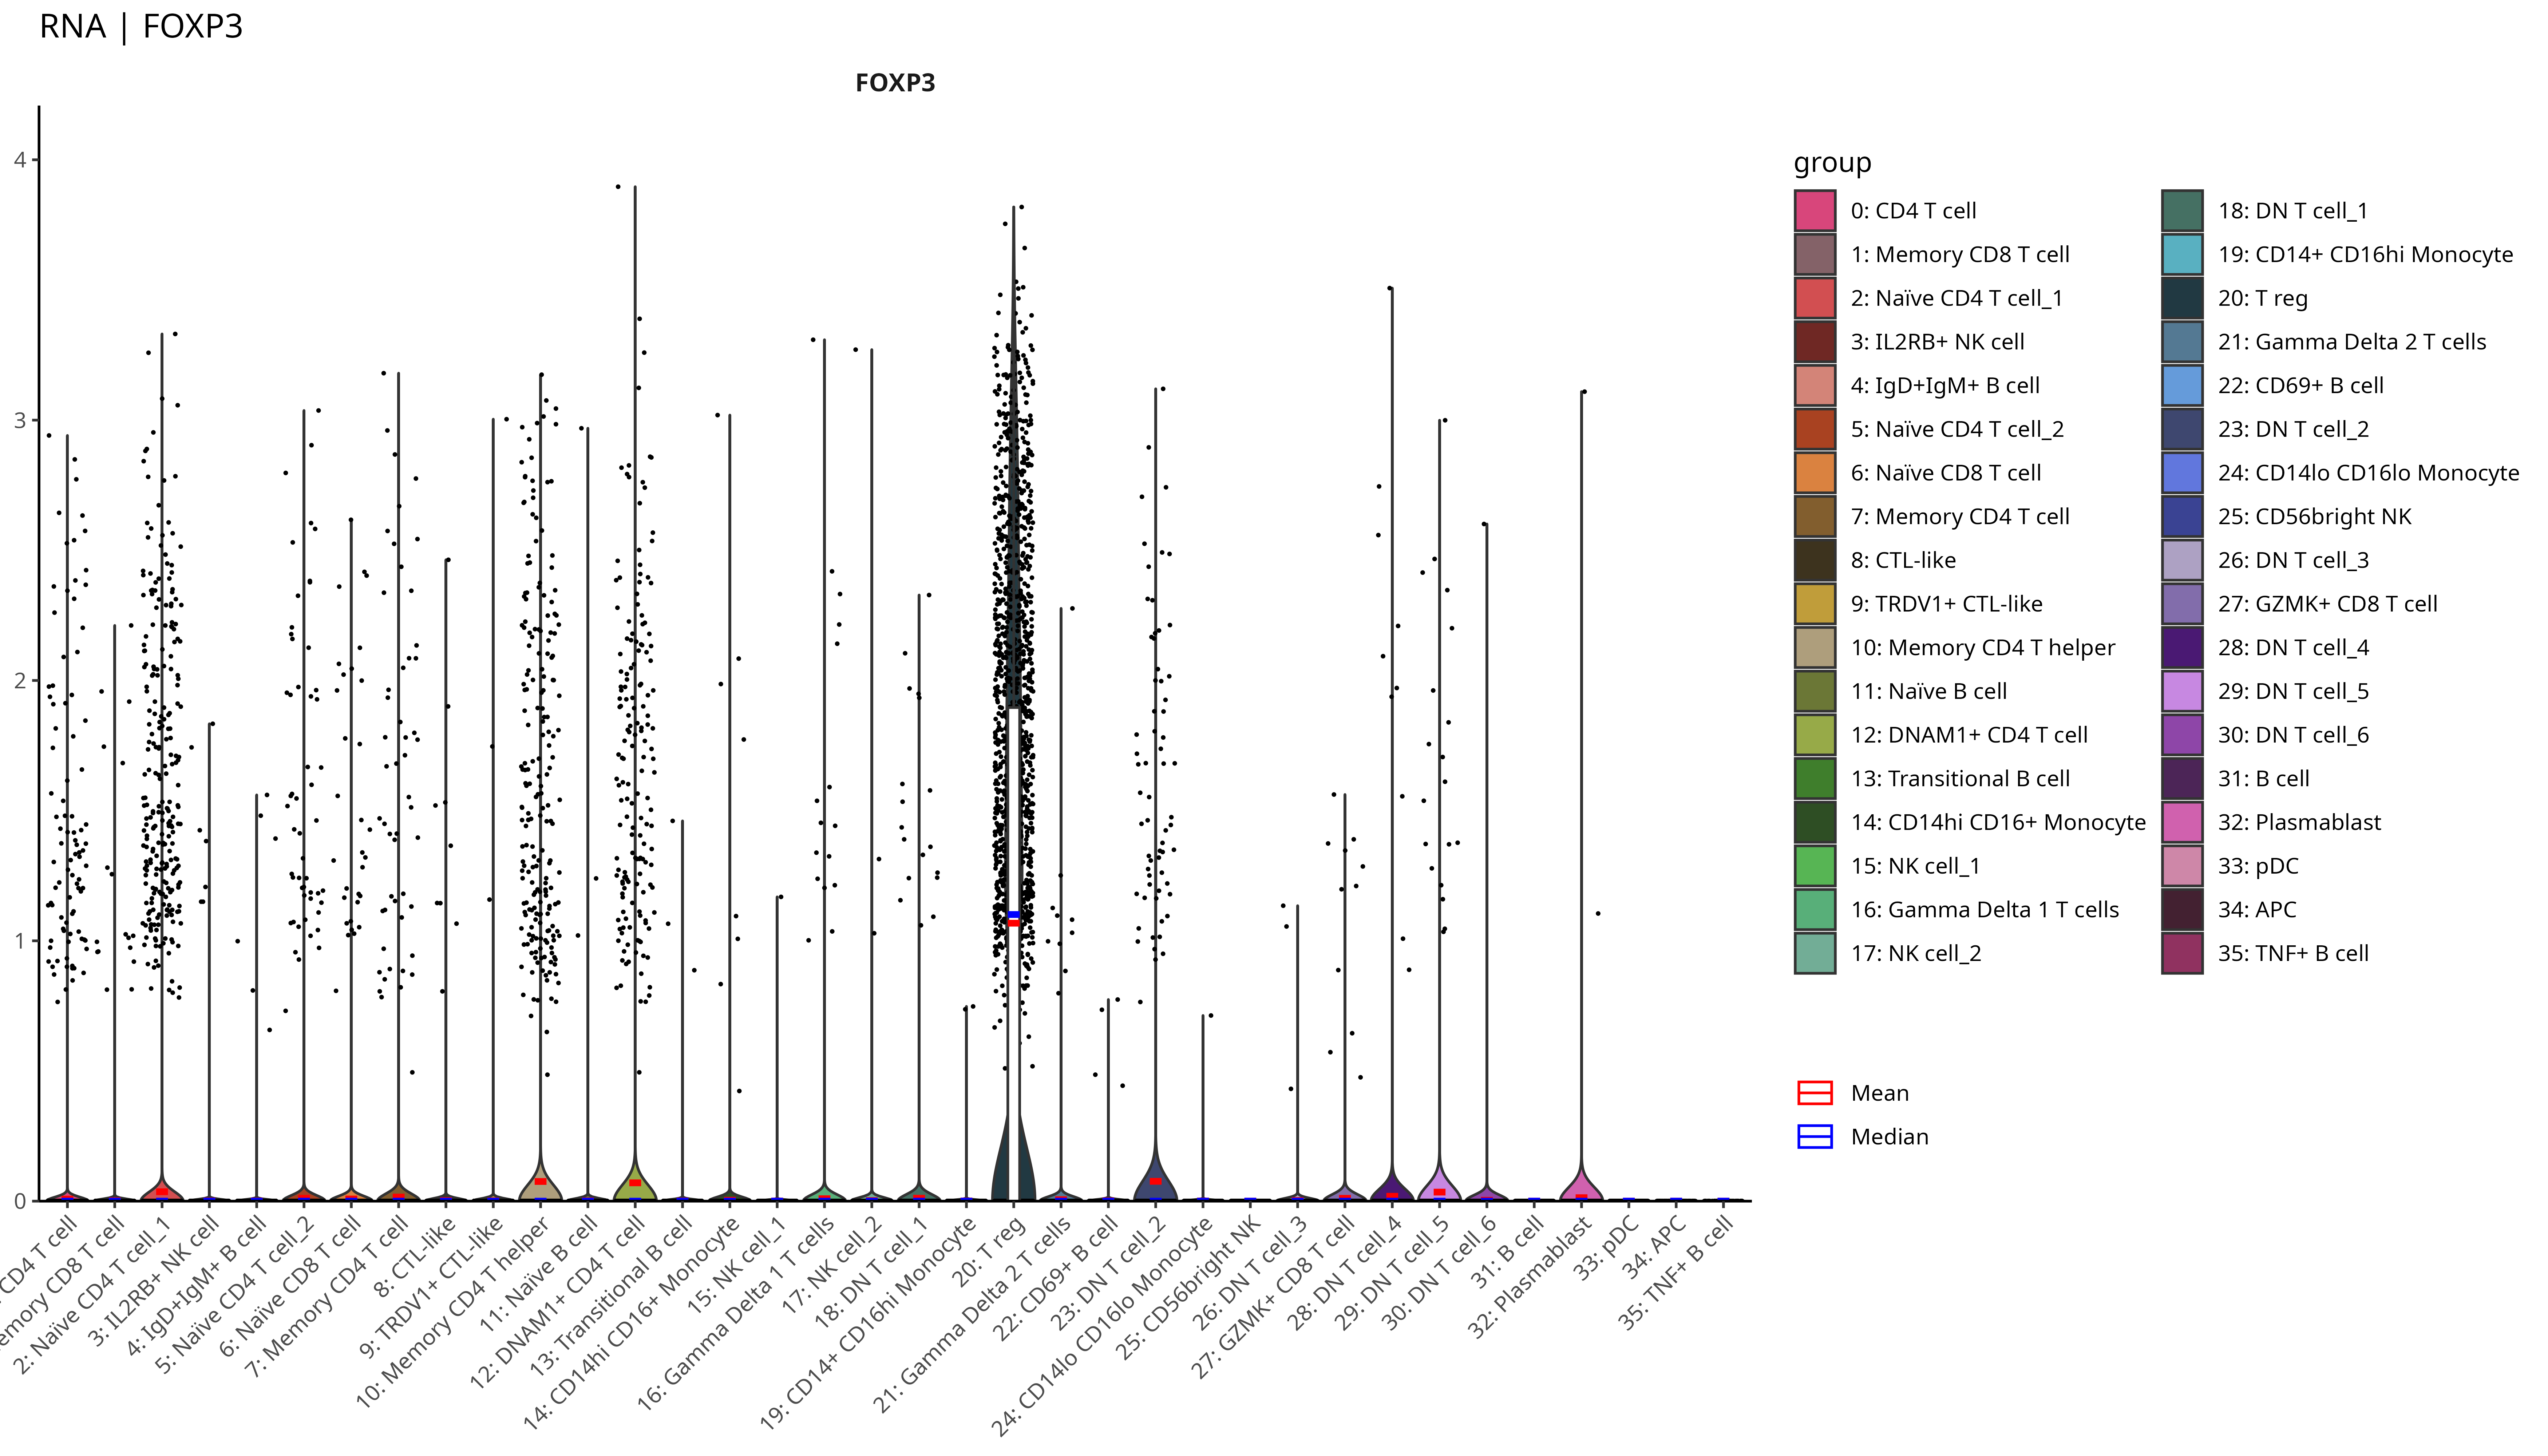 RNA | FOXP3
FOXP3
4
3
2
1
0
CD4 T cell
emory CD8 T cell
2: Naïve CD4 T cell_1
3: IL2RB+ NK cell
4: IgD+IgM+ B cell
5: Naïve CD4 T cell_2
6: Naïve CD8 T cell
7: Memory CD4 T cell
8: CTL-like
9: TRDV1+ CTL-like
10: Memory CD4 T helper
11: Naïve B cell
12: DNAM1+ CD4 T cell
13: Transitional B cell
14: CD14hi CD16+ Monocyte
15: NK cell_1
16: Gamma Delta 1 T cells
17: NK cell_2
18: DN T cell_1
19: CD14+ CD16hi Monocyte
20: T reg
21: Gamma Delta 2 T cells
22: CD69+ B cell
23: DN T cell_2
24: CD14lo CD16lo Monocyte
25: CD56bright NK
26: DN T cell_3
27: GZMK+ CD8 T cell
28: DN T cell_4
29: DN T cell_5
30: DN T cell_6
31: B cell
32: Plasmablast
33: pDC
34: APC
35: TNF+ B cell
group
0: CD4 T cell
1: Memory CD8 T cell
2: Naïve CD4 T cell_1
3: IL2RB+ NK cell
4: IgD+IgM+ B cell
5: Naïve CD4 T cell_2
6: Naïve CD8 T cell
7: Memory CD4 T cell
8: CTL-like
9: TRDV1+ CTL-like
10: Memory CD4 T helper
11: Naïve B cell
12: DNAM1+ CD4 T cell
13: Transitional B cell
14: CD14hi CD16+ Monocyte
15: NK cell_1
16: Gamma Delta 1 T cells
17: NK cell_2
18: DN T cell_1
19: CD14+ CD16hi Monocyte
20: T reg
21: Gamma Delta 2 T cells
22: CD69+ B cell
23: DN T cell_2
24: CD14lo CD16lo Monocyte
25: CD56bright NK
26: DN T cell_3
27: GZMK+ CD8 T cell
28: DN T cell_4
29: DN T cell_5
30: DN T cell_6
31: B cell
32: Plasmablast
33: pDC
34: APC
35: TNF+ B cell
Mean
Median